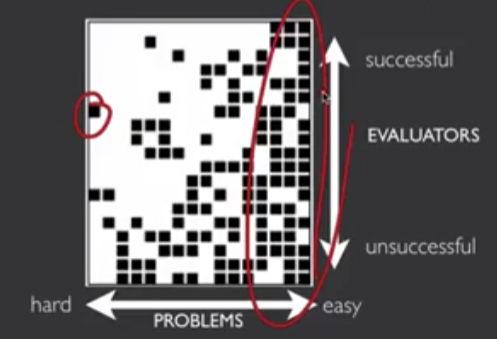 successful
EVALUATORS
unsuccessful
hard
easy
PROBLEMS